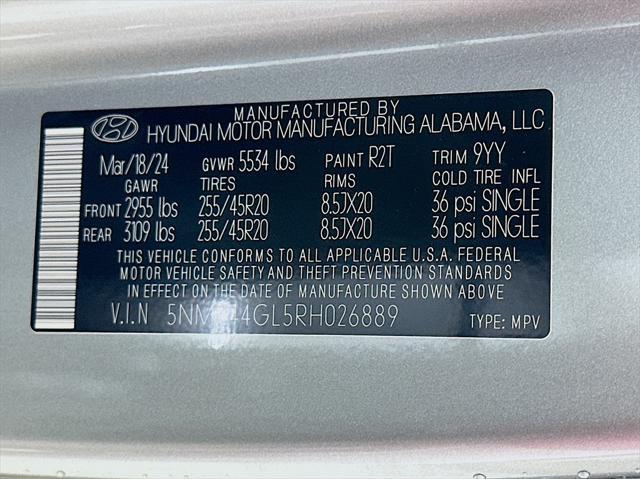 MANUFACTURED BY
HYUNDAI MOTOR MANUFACTURING ALABAMA, LLC
Mar/18/24 GVWR 5534 lbs PAINT R2T TRIM 9YY
GAWR TIRES RIMS COLD TIRE INFL
FRONT 2955 lbs 255/45R20 8.5JX20 36 psi SINGLE
REAR 3109 lbs 255/45R20 8.5JX20 36 psi SINGLE
THIS VEHICLE CONFORMS TO ALL APPLICABLE U.S.A. FEDERAL
MOTOR VEHICLE SAFETY AND THEFT PREVENTION STANDARDS
IN EFFECT ON THE DATE OF MANUFACTURE SHOWN ABOVE
V.I.N TYPE: MPV